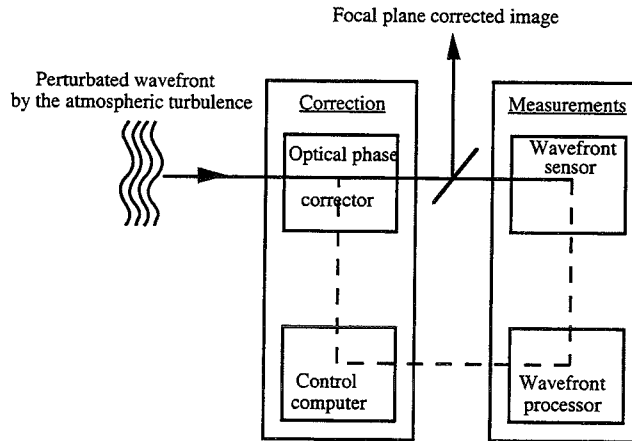 Focal plane corrected image
Perturbated wavefront
by the atmospheric turbulence
Correction
Optical phase
corrector
Control
computer
Measurements
Wavefront
sensor
Wavefront
processor